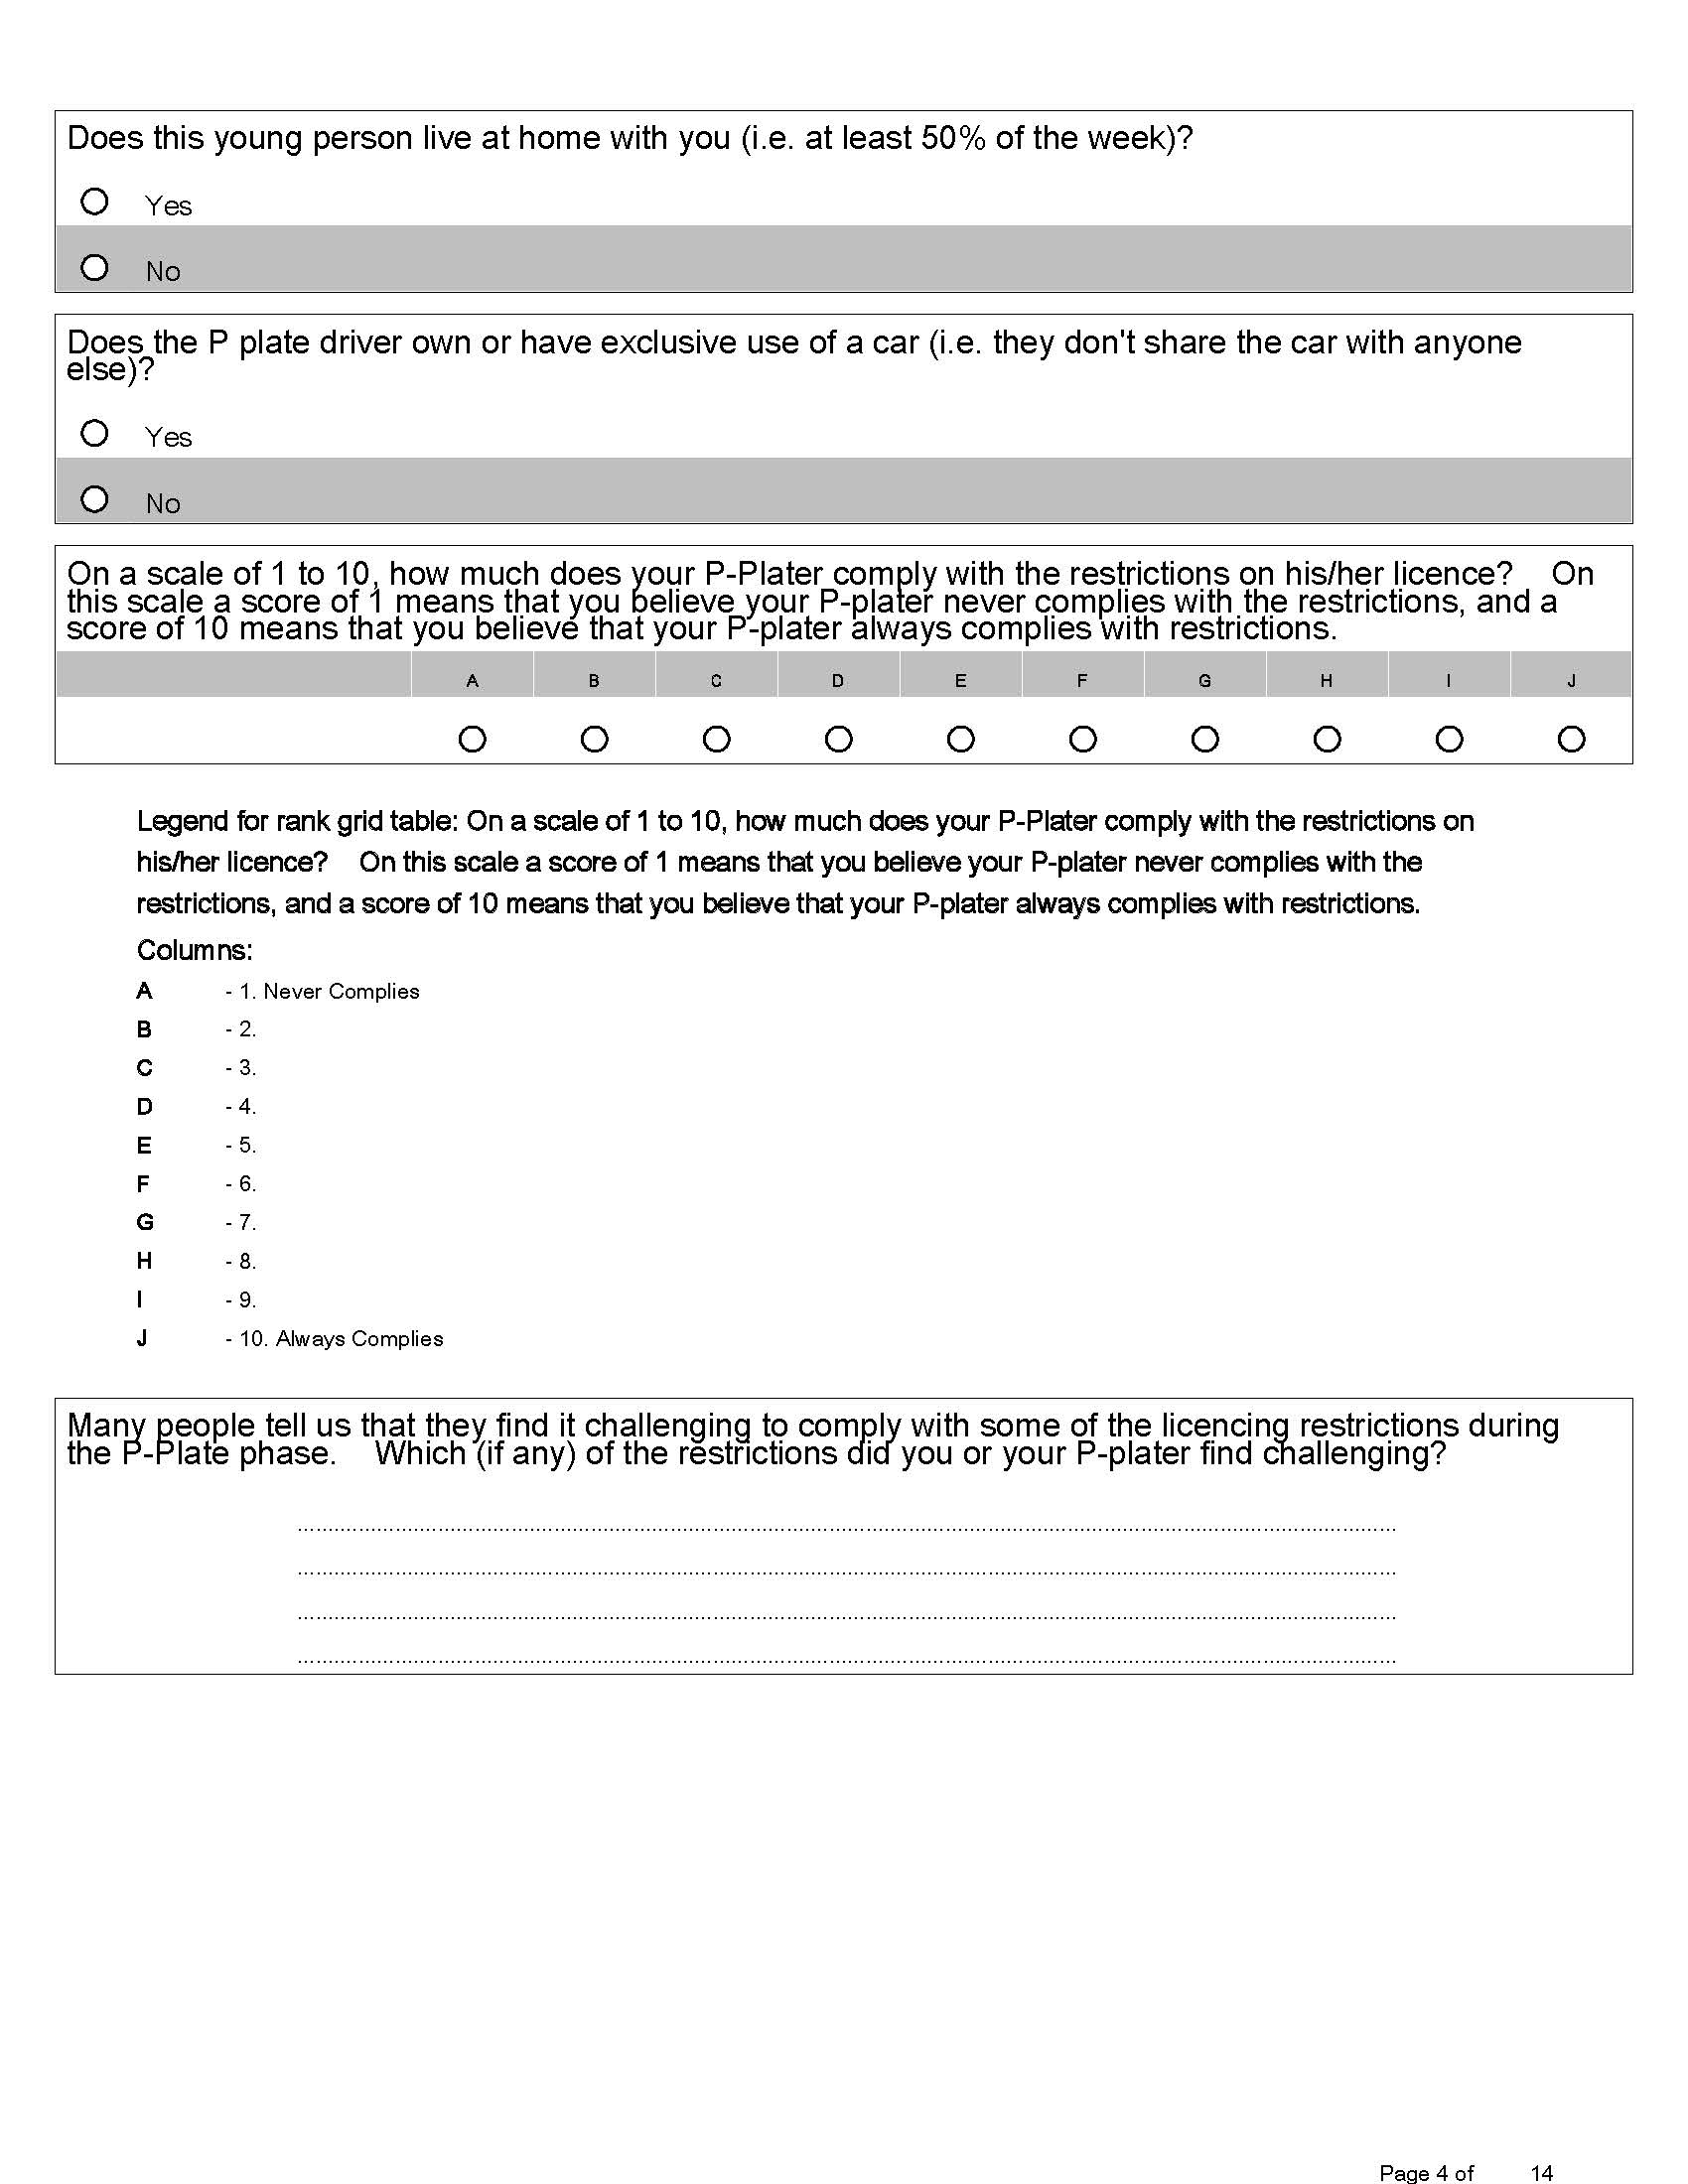 Does this young person live at home with you (i.e. at least 50% of the week)?
Yes
No
Does the P plate driver own or have exclusive use of a car (i.e. they don't share the car with anyone
else)?
Yes
No
On a scale of 1 to 10, how much does your P-Plater comply with the restrictions on his/her licence? On
this scale a score of 1 means that you believe your P-plater never complies with the restrictions, and a
score of 10 means that you believe that your P-plater always complies with restrictions.
A B C D E F G H I J
Legend for rank grid table: On a scale of 1 to 10, how much does your P-Plater comply with the restrictions on
his/her licence? On this scale a score of 1 means that you believe your P-plater never complies with the
restrictions, and a score of 10 means that you believe that your P-plater always complies with restrictions.
Columns:
A - 1. Never Complies
B - 2.
C - 3.
D - 4.
E - 5.
F - 6.
G - 7.
H - 8.
I - 9.
J - 10. Always Complies
Many people tell us that they find it challenging to comply with some of the licencing restrictions during
the P-Plate phase. Which (if any) of the restrictions did you or your P-plater find challenging?
Page 4 of 14